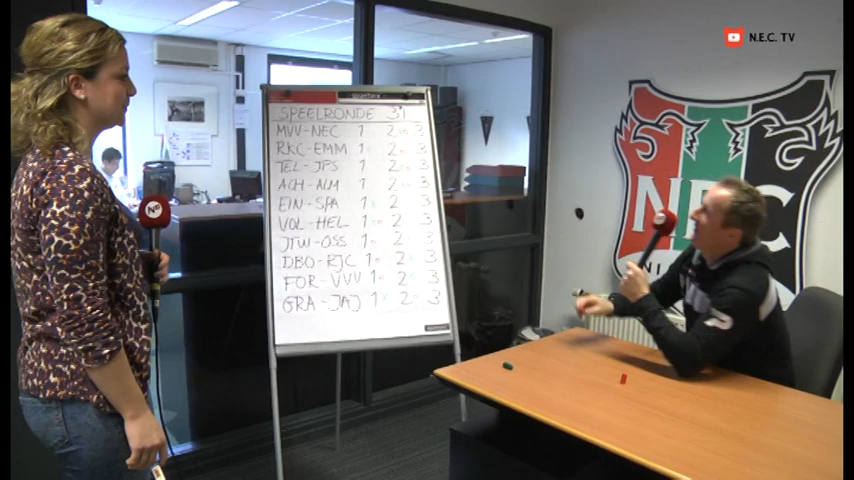 N.E.C. TV
SPEELRONDE 31
MVV-NEC 1 2 3
RKC-EMM 1 2 3
TEL-JPS 1 2 3
ACH-ALM 1 2 3
EIN-SPA 1 2 3
VOL-HEL 1 2 3
JTW-OSS 1 2 3
DBO-RJC 1 2 3
FOR-VVV 1 2 3
GRA-JAJ 1 2 3
NEC